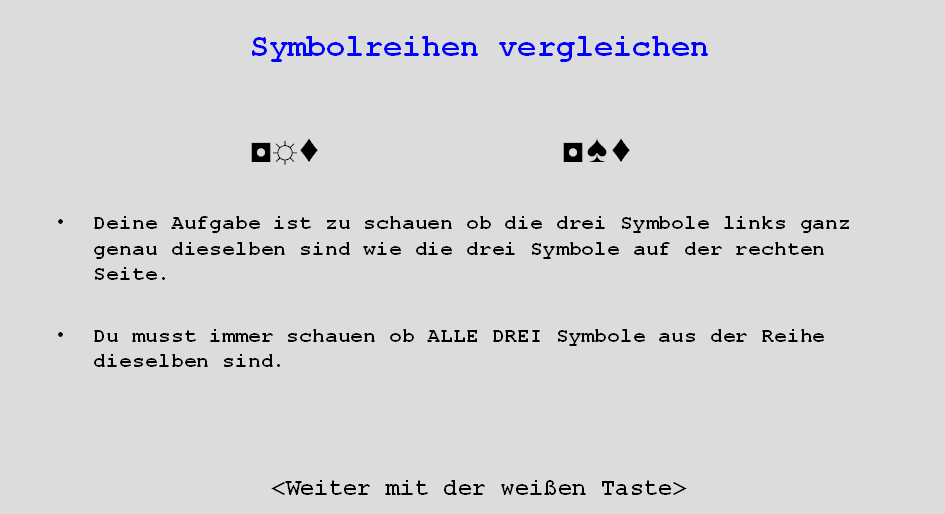 Symbolreihen vergleichen
◘☼♦ ◘♠♦
• Deine Aufgabe ist zu schauen ob die drei Symbole links ganz
genau dieselben sind wie die drei Symbole auf der rechten
Seite.
• Du musst immer schauen ob ALLE DREI Symbole aus der Reihe
dieselben sind.
<Weiter mit der weißen Taste>